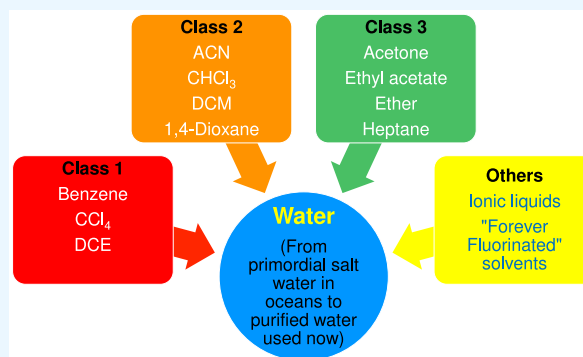 Class 1
Benzene
CCl₄
DCE
Class 2
ACN
CHCl₃
DCM
1,4-Dioxane
Class 3
Acetone
Ethyl acetate
Ether
Heptane
Others
Ionic liquids
"Forever
Fluorinated"
solvents
Water
(From
primordial salt
water in
oceans to
purified water
used now)